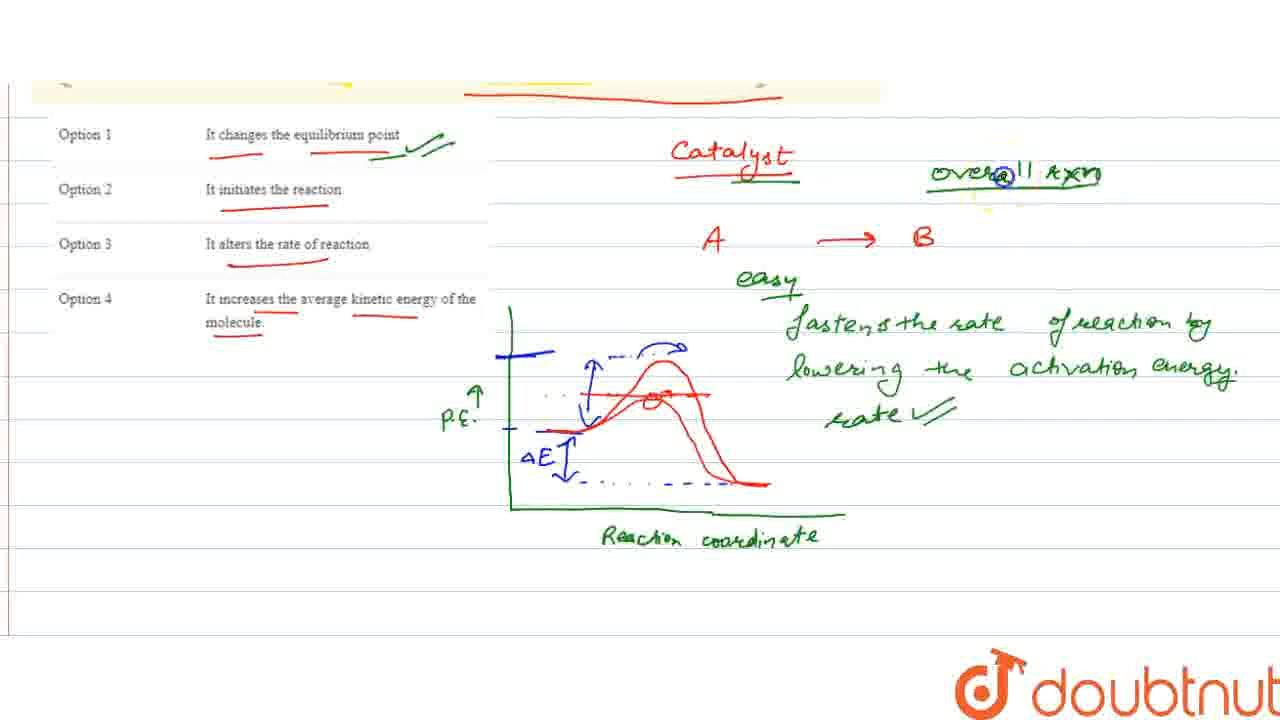 Option 1 It changes the equilibrium point
Option 2 It initiates the reaction
Option 3 It alters the rate of reaction
Option 4 It increases the average kinetic energy of the
molecule.
Catalyst
overall rxn
A → B
easy
fastens the rate of reaction by
lowering the activation energy.
rate
P.E.
ΔE
Reaction coordinate
doubtnut